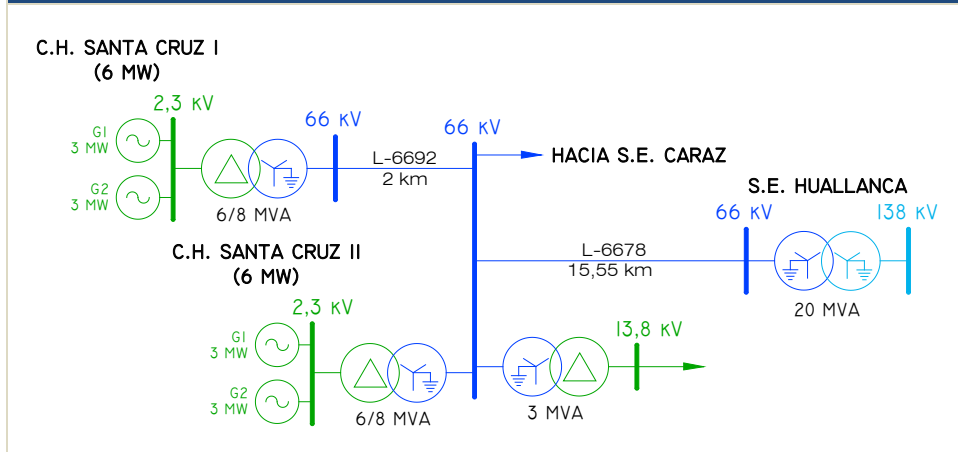 C.H. SANTA CRUZ I
(6 MW)
2,3 kV
G1
3 MW
G2
3 MW
6/8 MVA
66 kV
L-6692
2 km
66 kV
HACIA S.E. CARAZ
S.E. HUALLANCA
66 kV
138 kV
L-6678
15,55 km
20 MVA
C.H. SANTA CRUZ II
(6 MW)
2,3 kV
G1
3 MW
G2
3 MW
6/8 MVA
13,8 kV
3 MVA